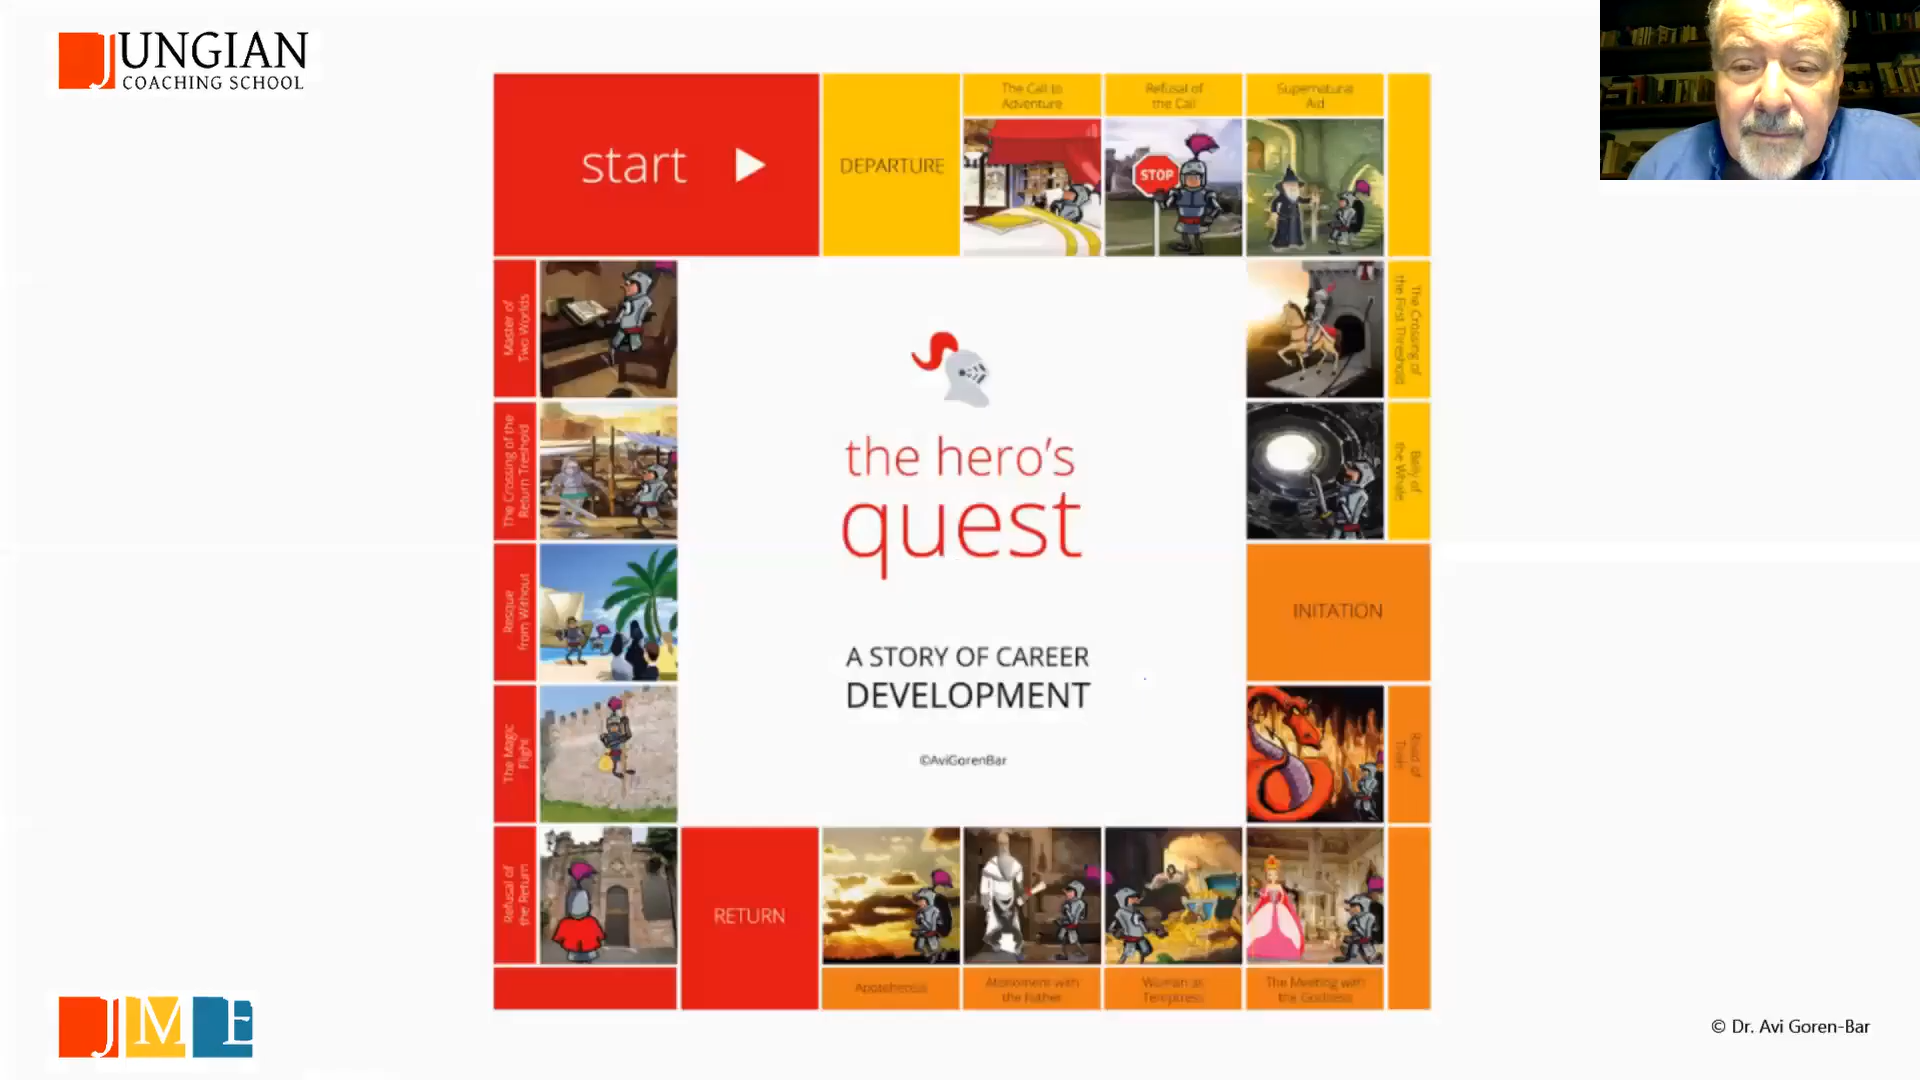 JUNGIAN
COACHING SCHOOL
start
DEPARTURE
The Call to
Adventure
Refusal of
the Call
Supernatural
Aid
STOP
The Crossing of
the First Threshold
Belly of
the Whale
INITATION
Road of
Trials
The Meeting with
the Godness
Woman as
Temptress
Atonement with
the Father
Apotheosis
RETURN
Refusal of
the Return
The Magic
Flight
Resque
from Without
The Crossing of the
Return Treshold
Master of
Two Worlds
the hero's
quest
A STORY OF CAREER
DEVELOPMENT
©AviGorenBar
JME
© Dr. Avi Goren-Bar